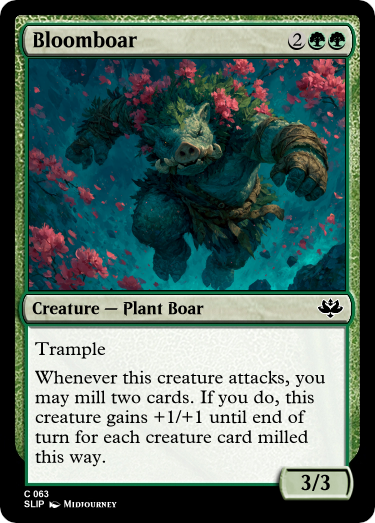 Bloomboar 2
Creature — Plant Boar
Trample
Whenever this creature attacks, you
may mill two cards. If you do, this
creature gains +1/+1 until end of
turn for each creature card milled
this way.
3/3
C 063
SLIP Midjourney